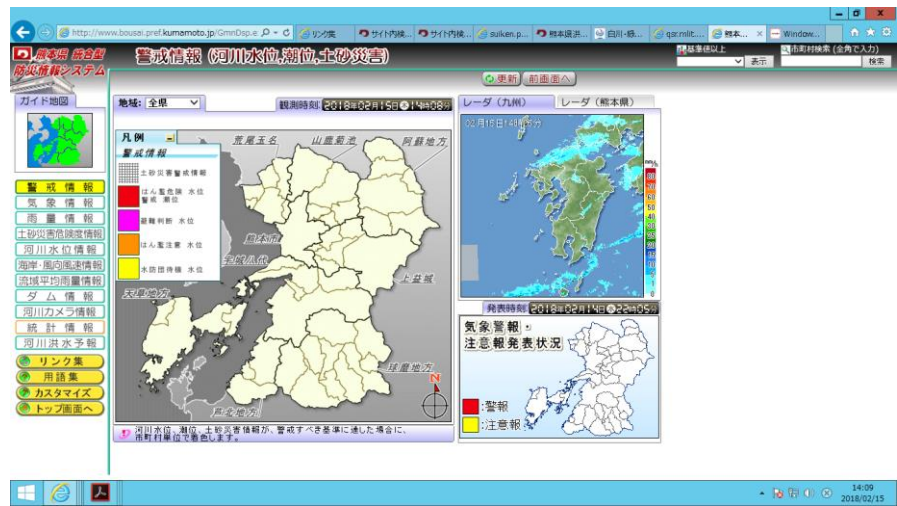 http://www.bousai.pref.kumamoto.jp/GmnDsp.e
リンク集
サイト内検...
サイト内検...
suiken.p...
熊本県洪...
白川-緑...
qsr.mlit....
熊本...
Window...
熊本県 統合型
防災情報システム
警戒情報 (河川水位,潮位,土砂災害)
基準値以上
表示
市町村検索 (全角で入力)
検索
更新
前画面へ
ガイド地図
警戒情報
気象情報
雨量情報
土砂災害危険度情報
河川水位情報
海岸・風向風速情報
流域平均雨量情報
ダム情報
河川カメラ情報
統計情報
河川洪水予報
リンク集
用語集
カスタマイズ
トップ画面へ
地域: 全県
観測時刻 2018年02月15日 14時08分
凡例
警戒情報
土砂災害警戒情報
はん濫危険 水位
警戒 潮位
避難判断 水位
はん濫注意 水位
水防団待機 水位
荒尾玉名
山鹿菊池
阿蘇地方
熊本市
宇城八代
上益城
天草地方
球磨地方
芦北地方
N
河川水位、潮位、土砂災害情報が、警戒すべき基準に達した場合に、
市町村単位で着色します。
レーダ (九州)
レーダ (熊本県)
発表時刻 2018年02月14日 22時05分
気象警報・
注意報発表状況
:警報
:注意報
14:09
2018/02/15